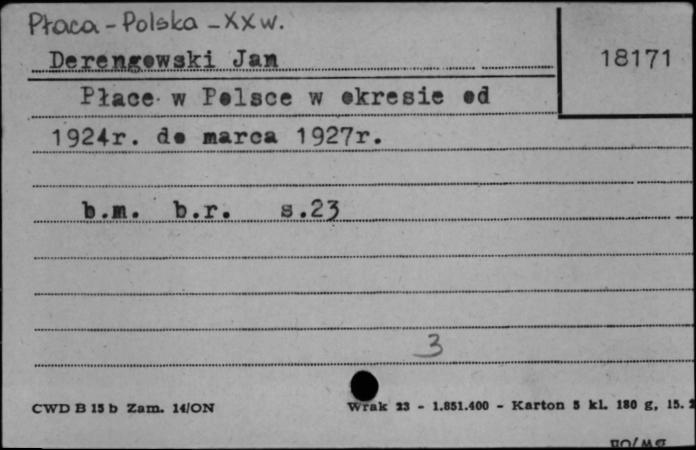 Płaca - Polska - XX w.
Derengowski Jan
18171
Płace w Polsce w okresie od
1924r. do marca 1927r.
b.m. b.r. s.23
3
CWD B 15 b Zam. 14/ON
Wrak 23 - 1.851.400 - Karton 5 kl. 180 g, 15. 2